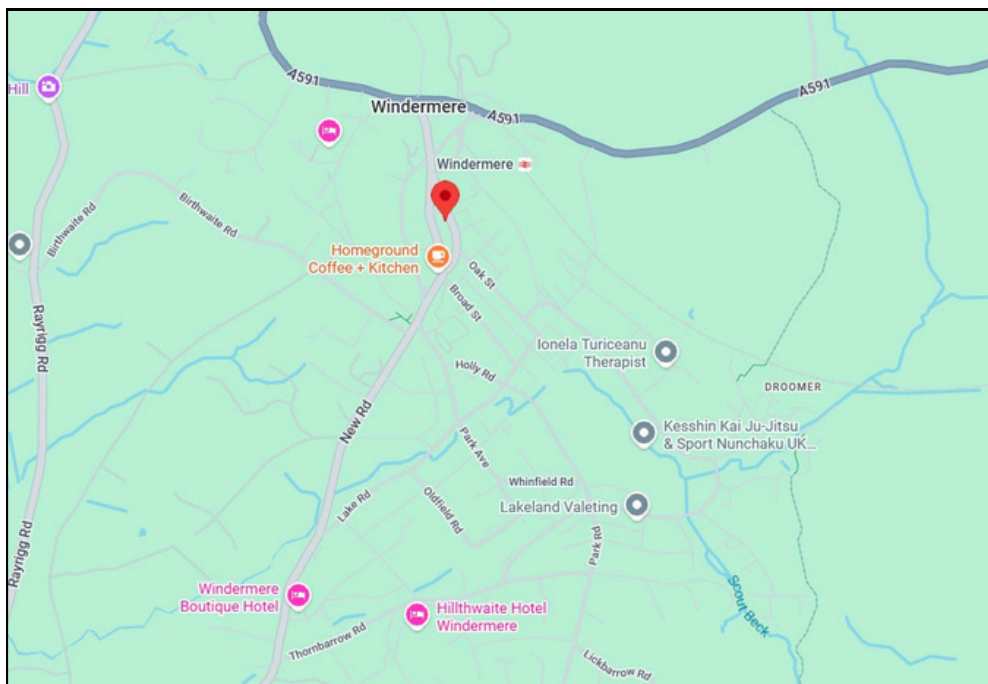 A591
A591
Hill
Windermere
A591
Windermere
Birthwaite Rd
Birthwaite Rd
Homeground
Coffee + Kitchen
Oak St
Broad St
Rayrigg Rd
Ionela Turiceanu
Therapist
Holly Rd
DROOMER
New Rd
Kesshin Kai Ju-Jitsu
& Sport Nunchaku UK...
Park Ave
Whinfield Rd
Lake Rd
Oldfield Rd
Lakeland Valeting
Rayrigg Rd
Park Rd
Windermere
Boutique Hotel
Scout Beck
Hillthwaite Hotel
Windermere
Thornbarrow Rd
Lickbarrow Rd